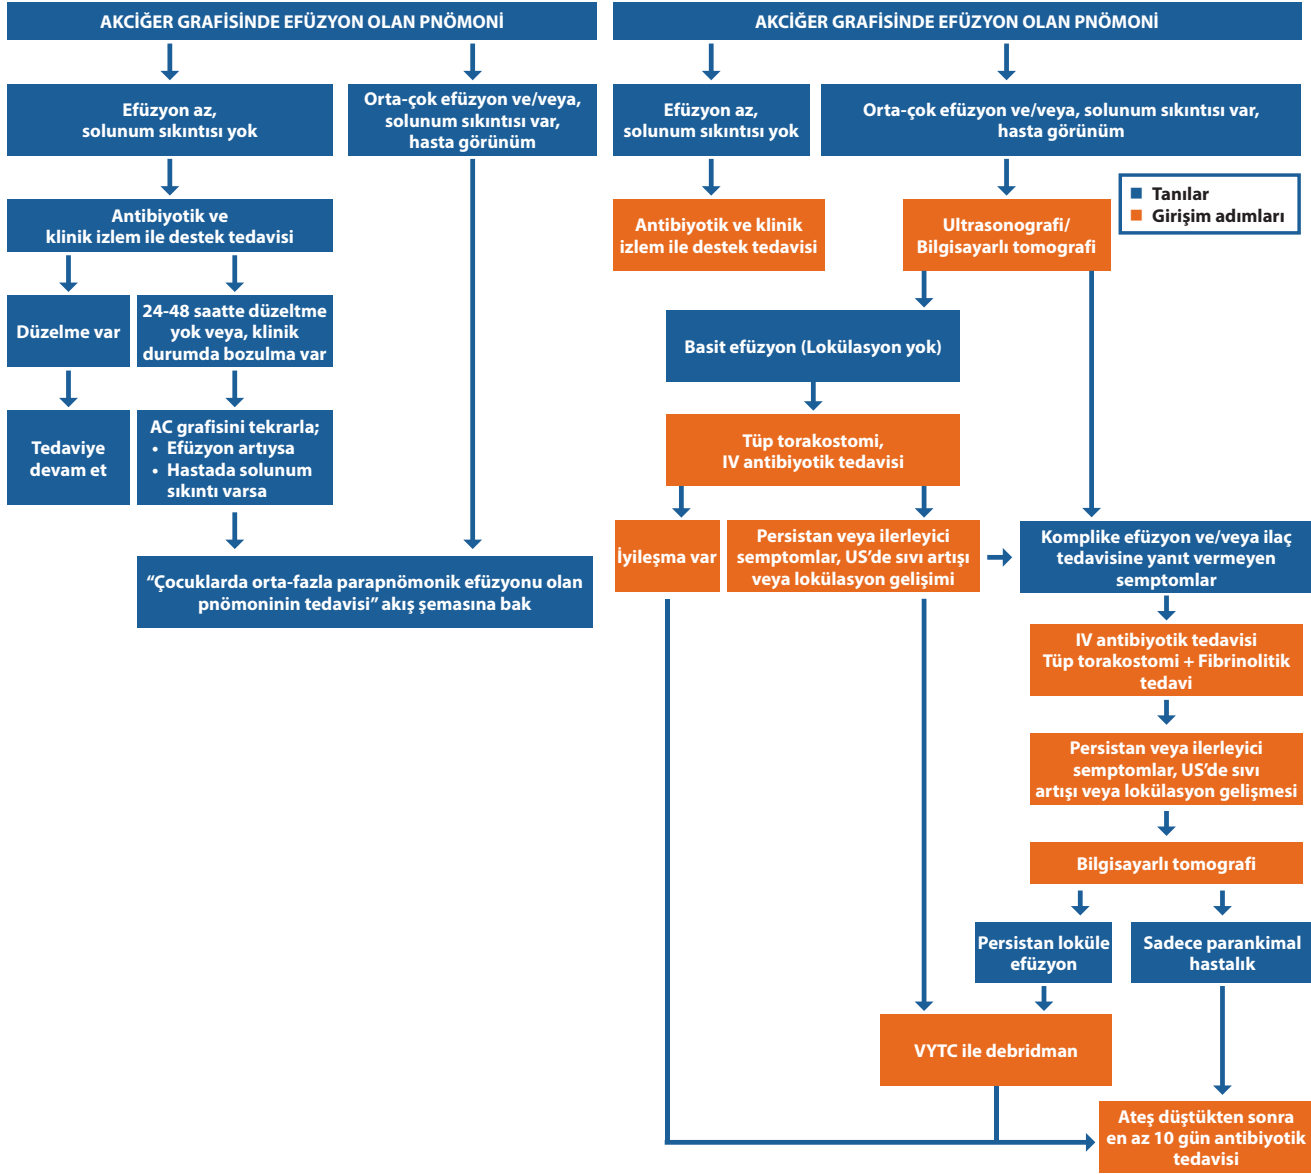 AKCİĞER GRAFİSİNDE EFÜZYON OLAN PNÖMONİ
Efüzyon az,
solunum sıkıntısı yok
Orta-çok efüzyon ve/veya,
solunum sıkıntısı var,
hasta görünüm
Antibiyotik ve
klinik izlem ile destek tedavisi
Düzelme var
24-48 saatte düzeltme
yok veya, klinik
durumda bozulma var
Tedaviye
devam et
AC grafisini tekrarla;
• Efüzyon artıysa
• Hastada solunum
sıkıntı varsa
“Çocuklarda orta-fazla parapnömonik efüzyonu olan
pnömoninin tedavisi” akış şemasına bak
AKCİĞER GRAFİSİNDE EFÜZYON OLAN PNÖMONİ
Efüzyon az,
solunum sıkıntısı yok
Orta-çok efüzyon ve/veya, solunum sıkıntısı var,
hasta görünüm
Tanılar
Girişim adımları
Antibiyotik ve klinik
izlem ile destek tedavisi
Ultrasonografi/
Bilgisayarlı tomografi
Basit efüzyon (Lokülasyon yok)
Tüp torakostomi,
IV antibiyotik tedavisi
İyileşma var
Persistan veya ilerleyici
semptomlar, US’de sıvı artışı
veya lokülasyon gelişimi
Komplike efüzyon ve/veya ilaç
tedavisine yanıt vermeyen
semptomlar
IV antibiyotik tedavisi
Tüp torakostomi + Fibrinolitik
tedavi
Persistan veya ilerleyici
semptomlar, US’de sıvı
artışı veya lokülasyon gelişmesi
Bilgisayarlı tomografi
Persistan loküle
efüzyon
Sadece parankimal
hastalık
VYTC ile debridman
Ateş düştükten sonra
en az 10 gün antibiyotik
tedavisi